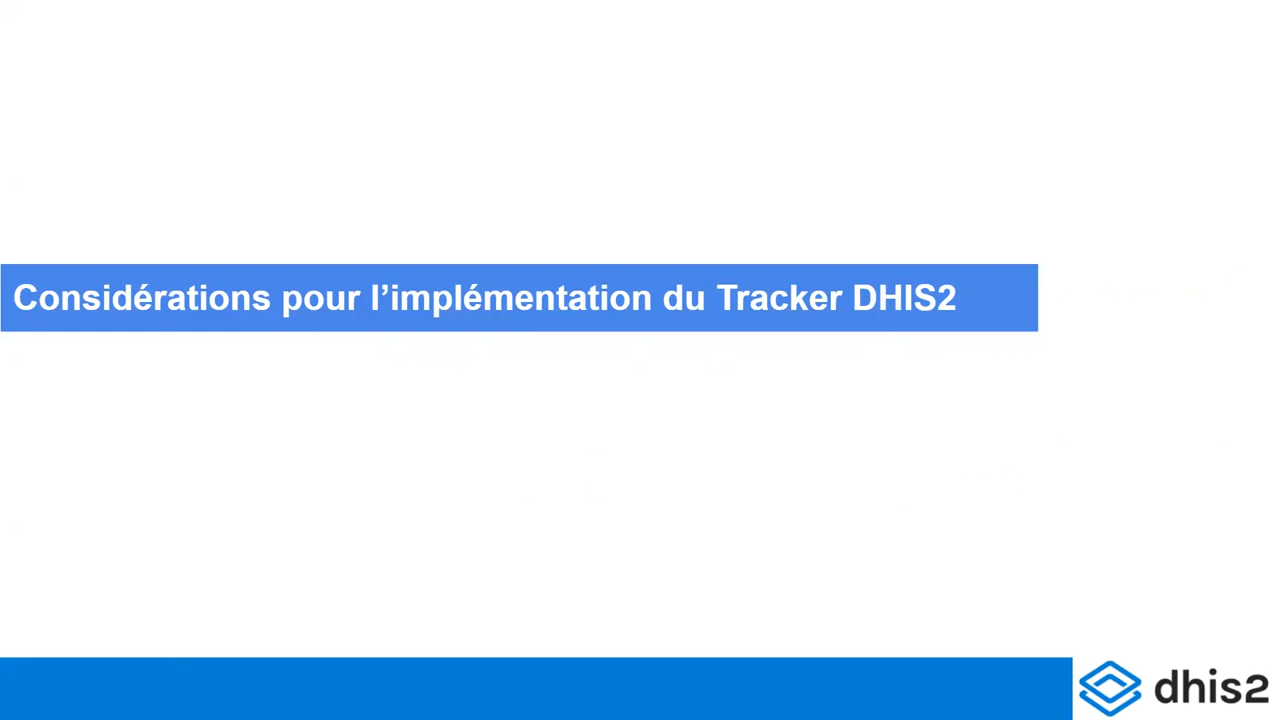 Considérations pour l’implémentation du Tracker DHIS2
dhis2